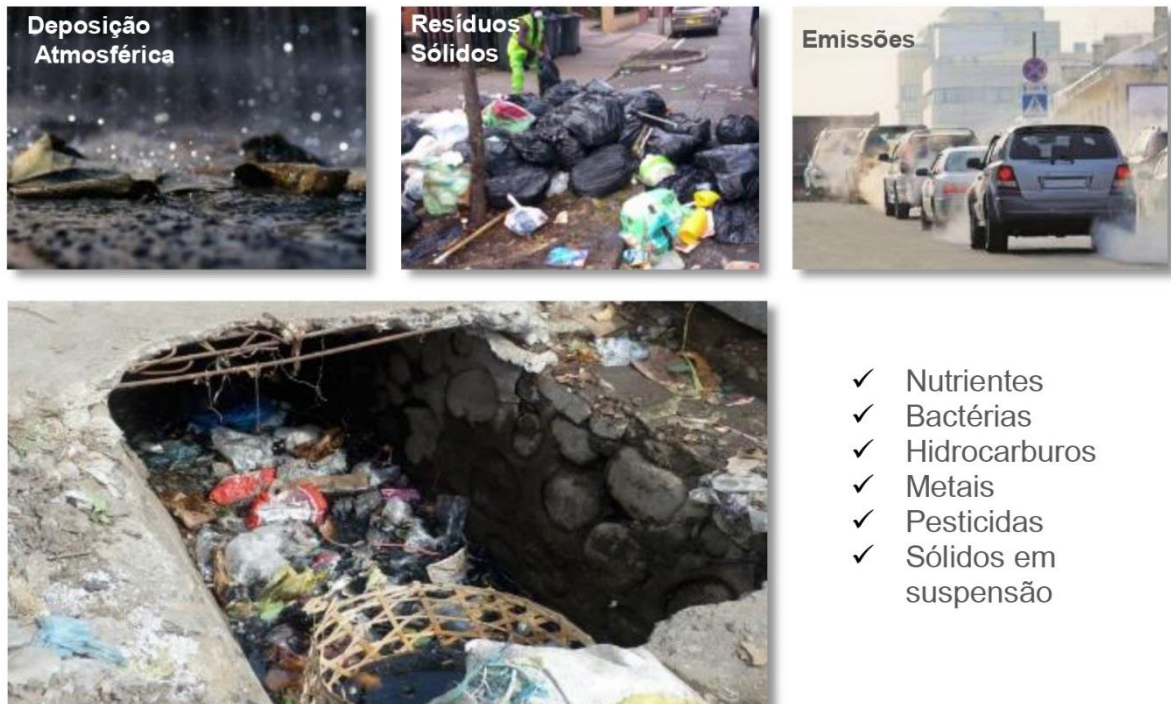 Deposição
Atmosférica
Resíduos
Sólidos
Emissões
✓ Nutrientes
✓ Bactérias
✓ Hidrocarburos
✓ Metais
✓ Pesticidas
✓ Sólidos em
suspensão